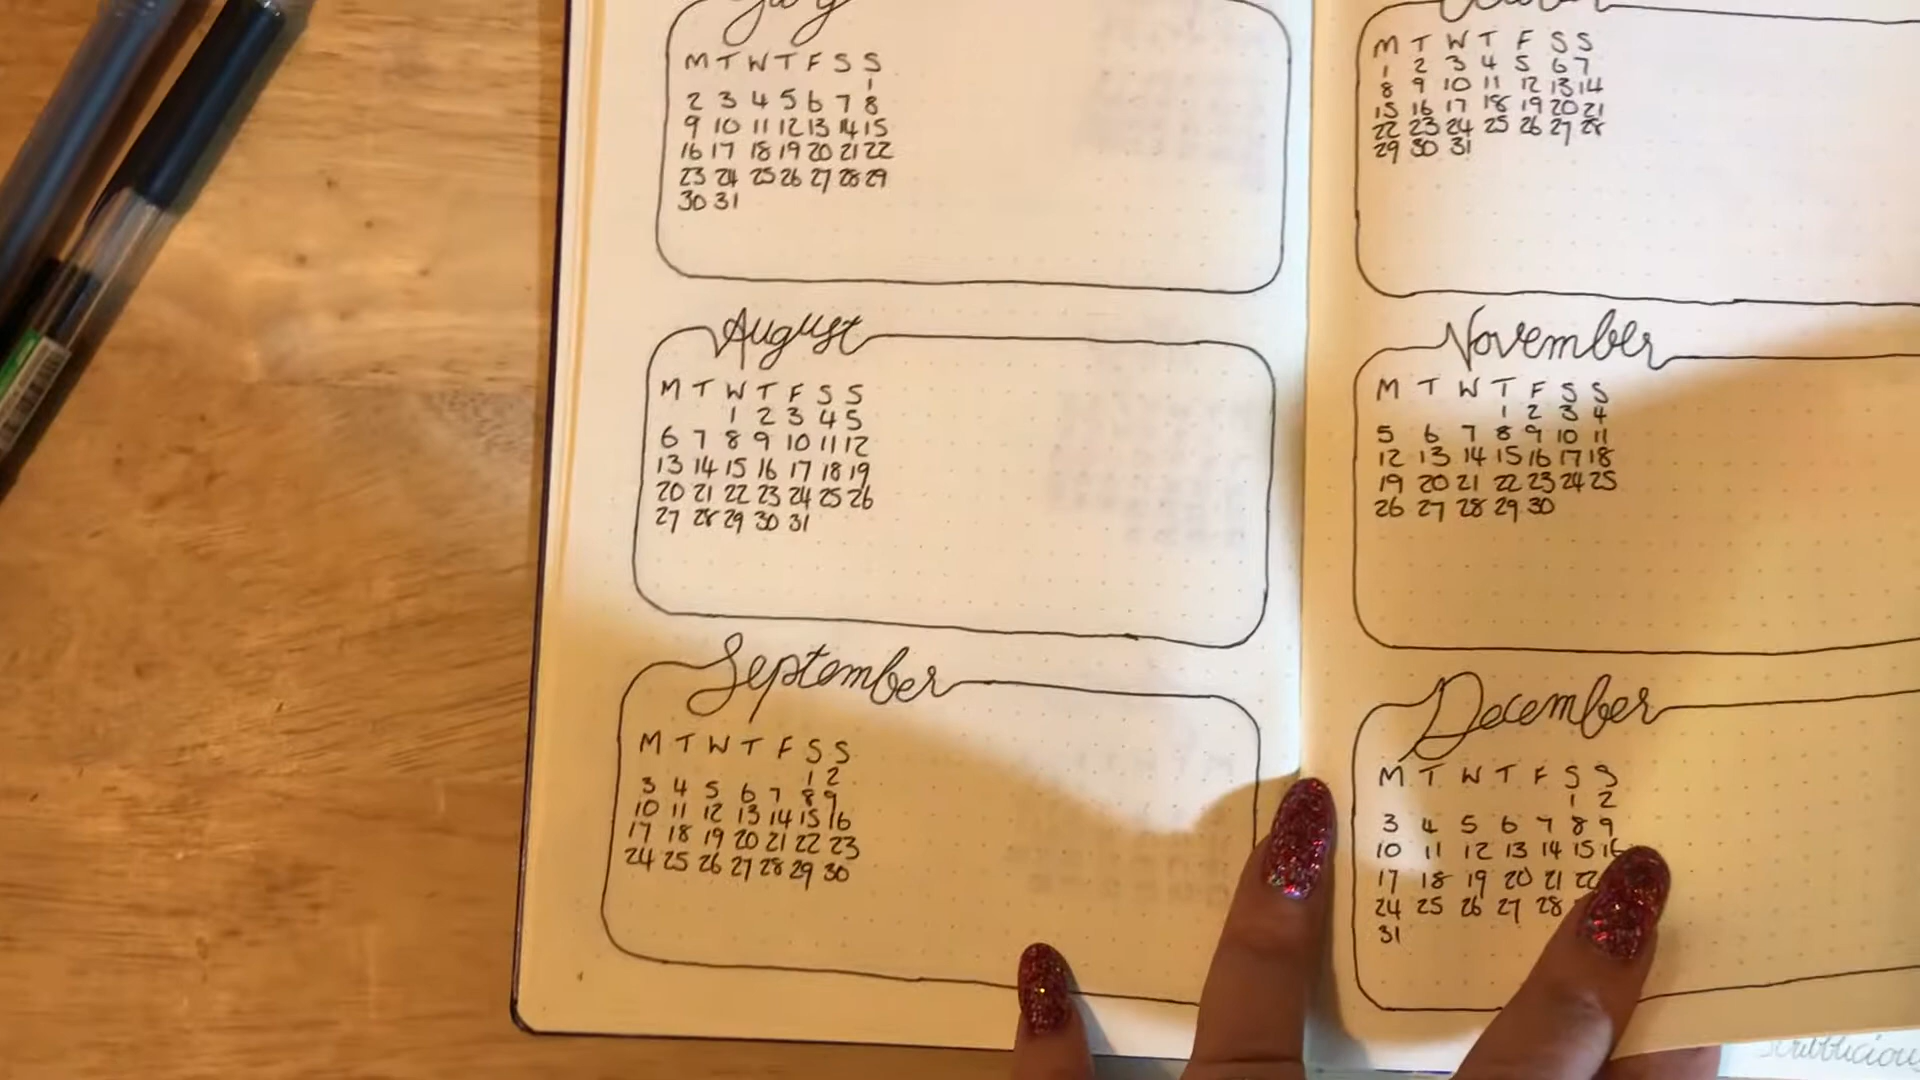 July
M T W T F S S
1
2 3 4 5 6 7 8
9 10 11 12 13 14 15
16 17 18 19 20 21 22
23 24 25 26 27 28 29
30 31
August
M T W T F S S
1 2 3 4 5
6 7 8 9 10 11 12
13 14 15 16 17 18 19
20 21 22 23 24 25 26
27 28 29 30 31
September
M T W T F S S
1 2
3 4 5 6 7 8 9
10 11 12 13 14 15 16
17 18 19 20 21 22 23
24 25 26 27 28 29 30
M T W T F S S
1 2 3 4 5 6 7
8 9 10 11 12 13 14
15 16 17 18 19 20 21
22 23 24 25 26 27 28
29 30 31
November
M T W T F S S
1 2 3 4
5 6 7 8 9 10 11
12 13 14 15 16 17 18
19 20 21 22 23 24 25
26 27 28 29 30
December
M T W T F S S
1 2
3 4 5 6 7 8 9
10 11 12 13 14 15 16
17 18 19 20 21 22
24 25 26 27 28
31
Scribblicious